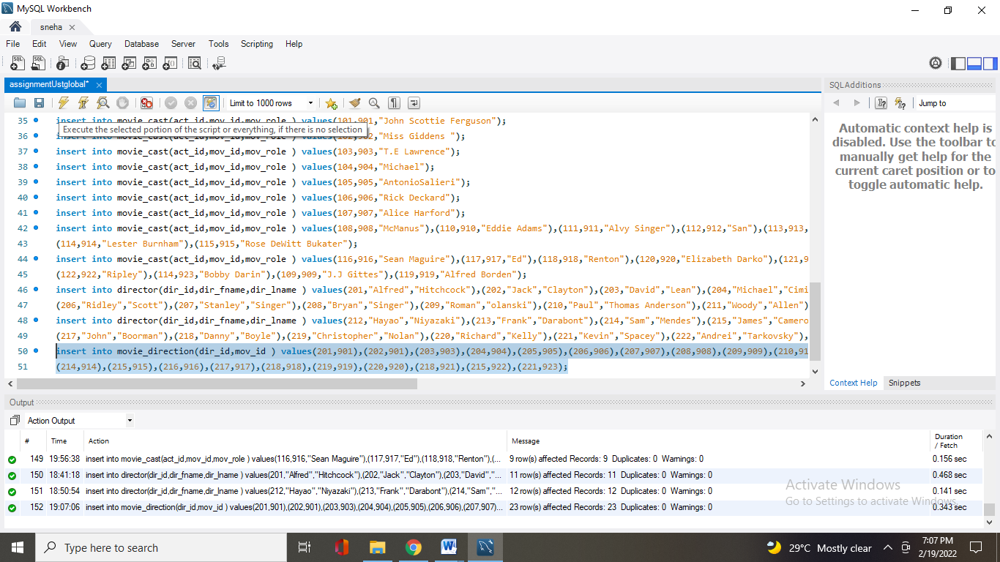 MySQL Workbench
sneha
File Edit View Query Database Server Tools Scripting Help
assignmentUstglobal*
Limit to 1000 rows
35 insert into movie_cast(act_id,mov_id,mov_role ) values(101,901,"John Scottie Ferguson");
Execute the selected portion of the script or everything, if there is no selection
36 insert into movie_cast(act_id,mov_id,mov_role ) values(102,902,"Miss Giddens ");
37 insert into movie_cast(act_id,mov_id,mov_role ) values(103,903,"T.E Lawrence");
38 insert into movie_cast(act_id,mov_id,mov_role ) values(104,904,"Michael");
39 insert into movie_cast(act_id,mov_id,mov_role ) values(105,905,"AntonioSalieri");
40 insert into movie_cast(act_id,mov_id,mov_role ) values(106,906,"Rick Deckard");
41 insert into movie_cast(act_id,mov_id,mov_role ) values(107,907,"Alice Harford");
42 insert into movie_cast(act_id,mov_id,mov_role ) values(108,908,"McManus"),(110,910,"Eddie Adams"),(111,911,"Alvy Singer"),(112,912,"San"),(113,913,
43 (114,914,"Lester Burnham"),(115,915,"Rose DeWitt Bukater");
44 insert into movie_cast(act_id,mov_id,mov_role ) values(116,916,"Sean Maguire"),(117,917,"Ed"),(118,918,"Renton"),(120,920,"Elizabeth Darko"),(121,9
45 (122,922,"Ripley"),(114,923,"Bobby Darin"),(109,909,"J.J Gittes"),(119,919,"Alfred Borden");
46 insert into director(dir_id,dir_fname,dir_lname ) values(201,"Alfred","Hitchcock"),(202,"Jack","Clayton"),(203,"David","Lean"),(204,"Michael","Cimi
47 (206,"Ridley","Scott"),(207,"Stanley","Singer"),(208,"Bryan","Singer"),(209,"Roman","olanski"),(210,"Paul","Thomas Anderson"),(211,"Woody","Allen")
48 insert into director(dir_id,dir_fname,dir_lname ) values(212,"Hayao","Niyazaki"),(213,"Frank","Darabont"),(214,"Sam","Mendes"),(215,"James","Camero
49 (217,"John","Boorman"),(218,"Danny","Boyle"),(219,"Christopher","Nolan"),(220,"Richard","Kelly"),(221,"Kevin","Spacey"),(222,"Andrei","Tarkovsky"),
50 insert into movie_direction(dir_id,mov_id ) values(201,901),(202,901),(203,903),(204,904),(205,905),(206,906),(207,907),(208,908),(209,909),(210,91
51 (214,914),(215,915),(216,916),(217,917),(218,918),(219,919),(220,920),(218,921),(215,922),(221,923);
SQLAdditions
Jump to
Automatic context help is
disabled. Use the toolbar to
manually get help for the
current caret position or to
toggle automatic help.
Context Help Snippets
Output
Action Output
# Time Action Message Duration / Fetch
149 19:56:38 insert into movie_cast(act_id,mov_id,mov_role ) values(116,916,"Sean Maguire"),(117,917,"Ed"),(118,918,"Renton"),(... 9 row(s) affected Records: 9 Duplicates: 0 Warnings: 0 0.156 sec
150 18:41:18 insert into director(dir_id,dir_fname,dir_lname ) values(201,"Alfred","Hitchcock"),(202,"Jack","Clayton"),(203,"David","... 11 row(s) affected Records: 11 Duplicates: 0 Warnings: 0 0.468 sec
151 18:50:54 insert into director(dir_id,dir_fname,dir_lname ) values(212,"Hayao","Niyazaki"),(213,"Frank","Darabont"),(214,"Sam","... 12 row(s) affected Records: 12 Duplicates: 0 Warnings: 0 0.141 sec
152 19:07:06 insert into movie_direction(dir_id,mov_id ) values(201,901),(202,901),(203,903),(204,904),(205,905),(206,906),(207,907)... 23 row(s) affected Records: 23 Duplicates: 0 Warnings: 0 0.343 sec
Activate Windows
Go to Settings to activate Windows.
Type here to search
29°C Mostly clear
7:07 PM
2/19/2022